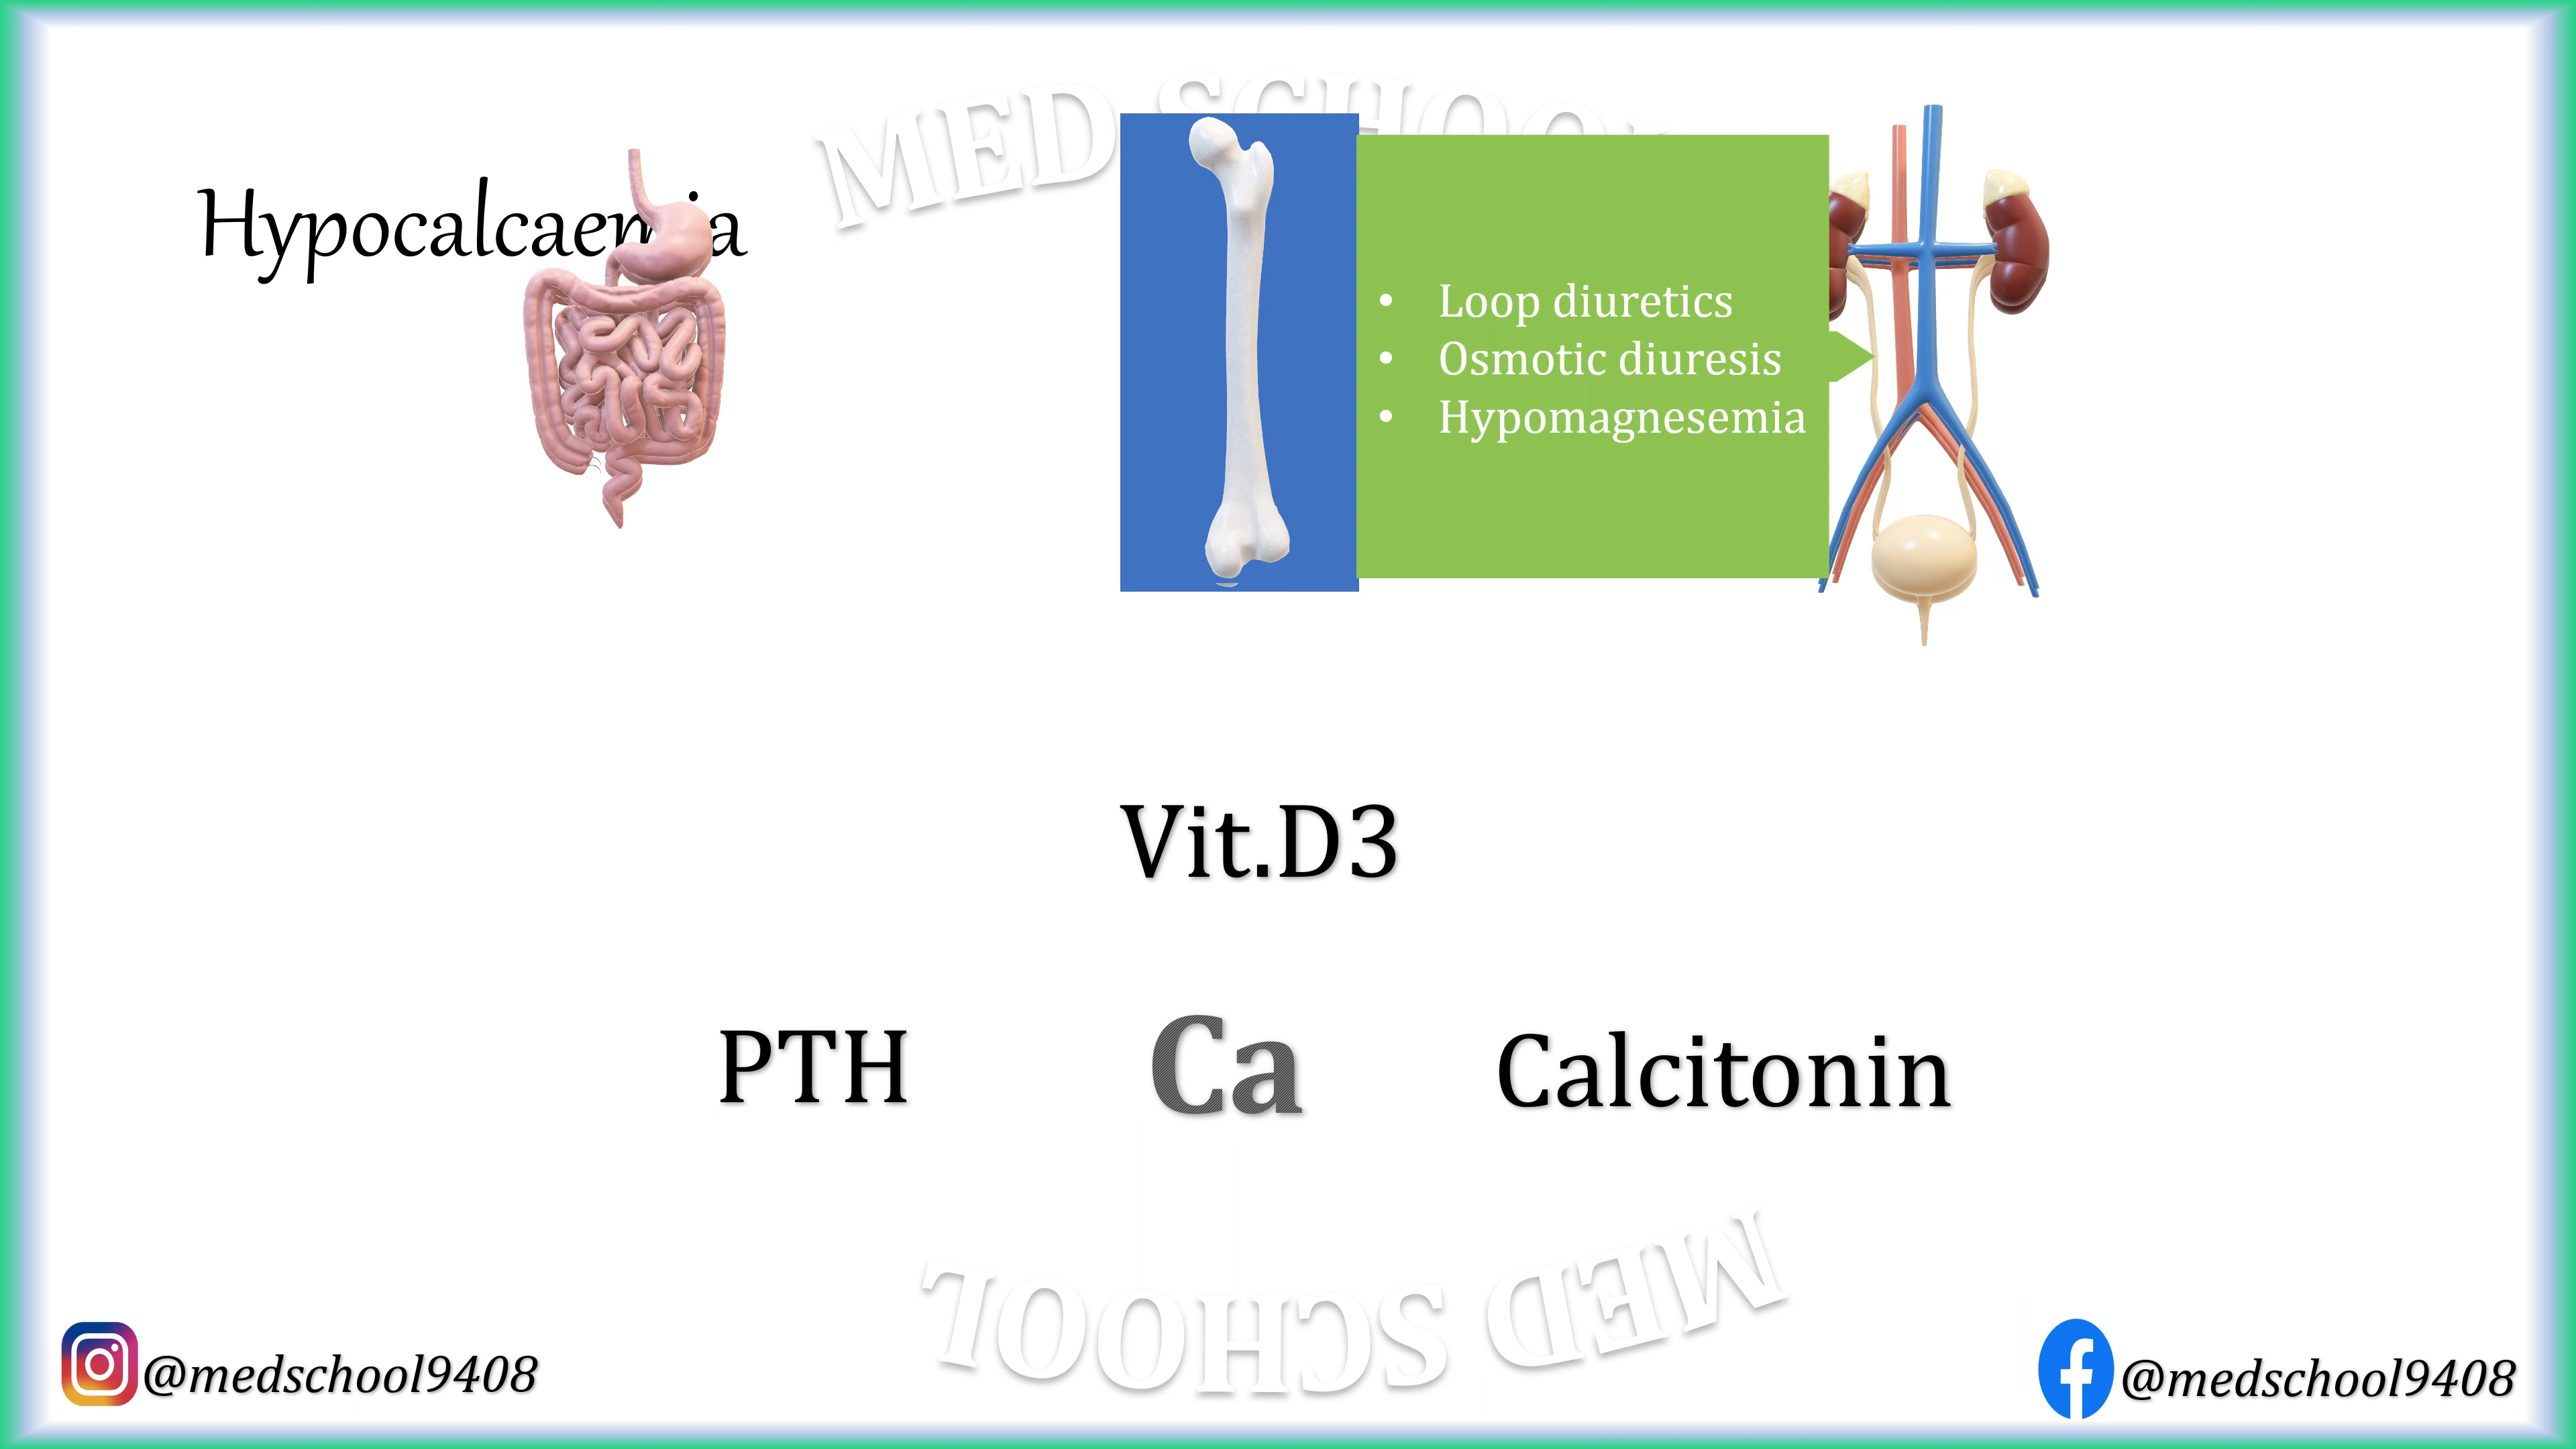 MED SCHOOL
Hypocalcaemia
• Loop diuretics
• Osmotic diuresis
• Hypomagnesemia
Vit.D3
PTH
Ca
Calcitonin
MED SCHOOL
@medschool9408
@medschool9408